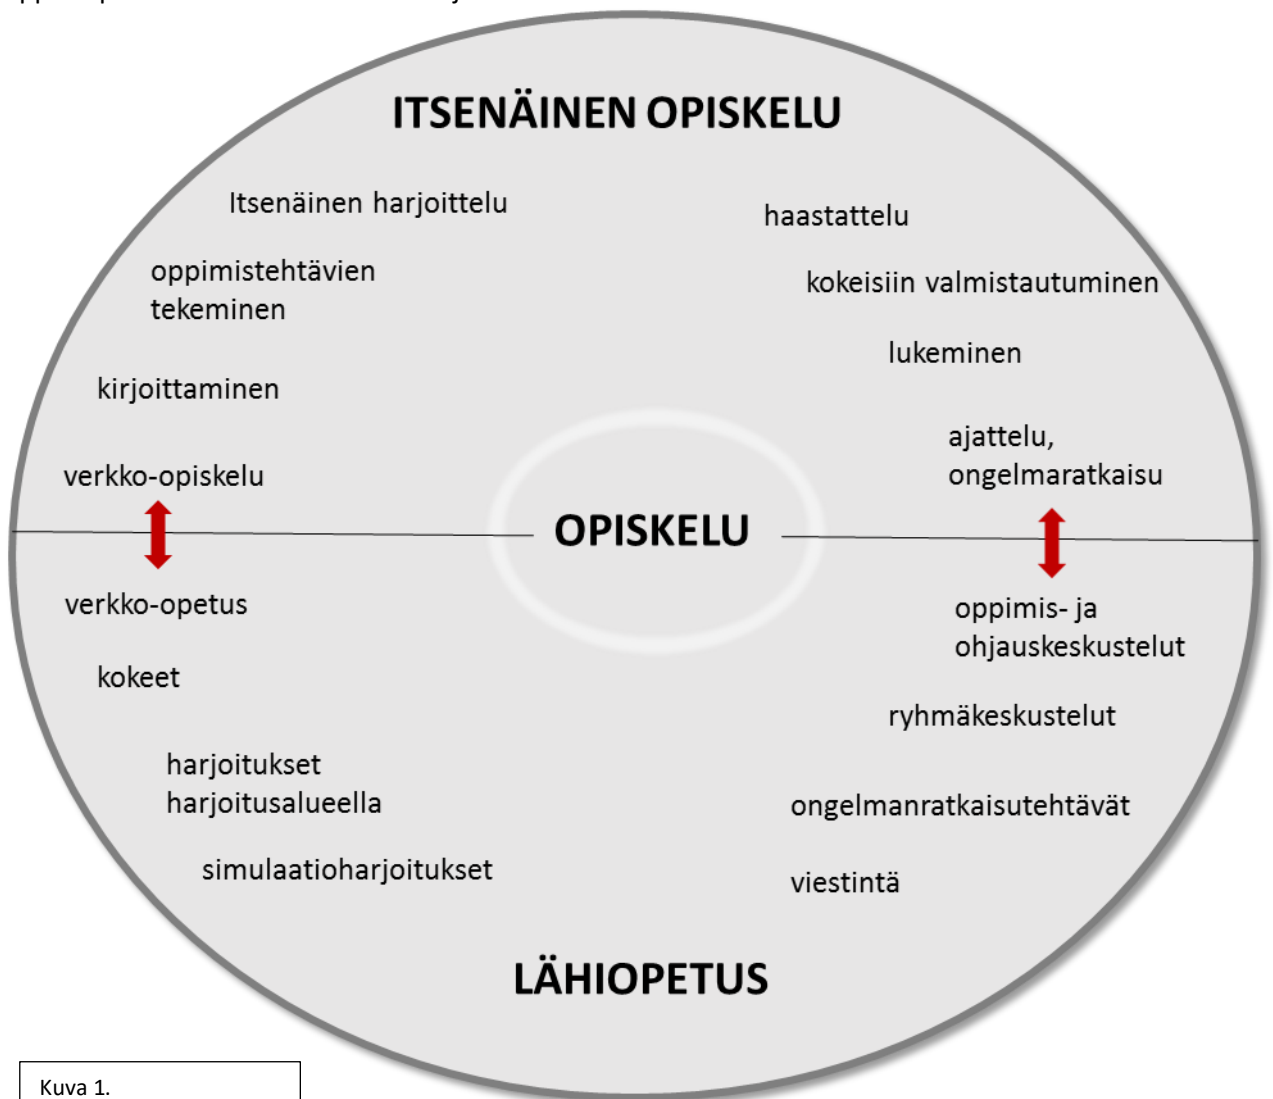 ITSENÄINEN OPISKELU
Itsenäinen harjoittelu
haastattelu
oppimistehtävien
tekeminen
kokeisiin valmistautuminen
lukeminen
kirjoittaminen
ajattelu,
ongelmaratkaisu
verkko-opiskelu
OPISKELU
verkko-opetus
oppimis- ja
ohjauskeskustelut
kokeet
ryhmäkeskustelut
harjoitukset
harjoitusalueella
ongelmanratkaisutehtävät
simulaatioharjoitukset
viestintä
LÄHIOPETUS
Kuva 1.